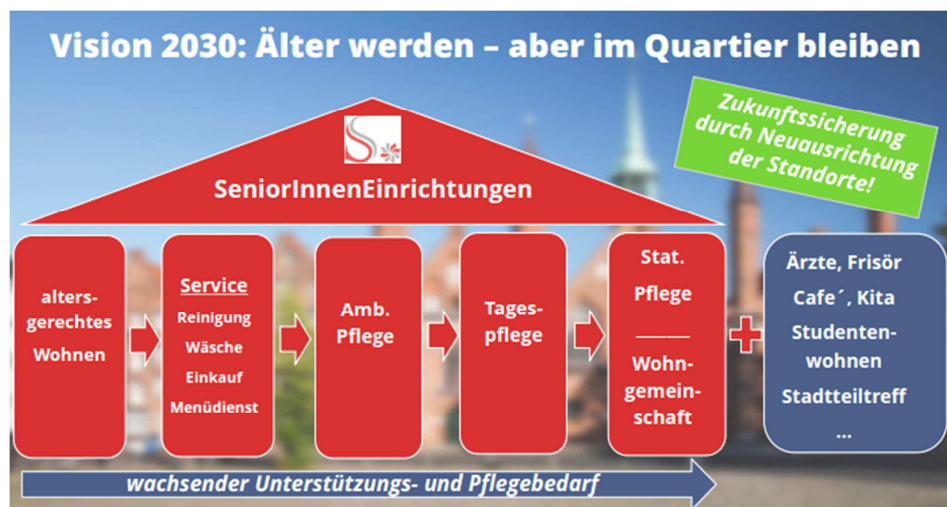 Vision 2030: Älter werden – aber im Quartier bleiben
Zukunftssicherung
durch Neuausrichtung
der Standorte!
S
SeniorInnenEinrichtungen
alters-
gerechtes
Wohnen
Service
Reinigung
Wäsche
Einkauf
Menüdienst
Amb.
Pflege
Tages-
pflege
Stat.
Pflege
Wohn-
gemein-
schaft
Ärzte, Frisör
Cafe´, Kita
Studenten-
wohnen
Stadtteiltreff
...
wachsender Unterstützungs- und Pflegebedarf